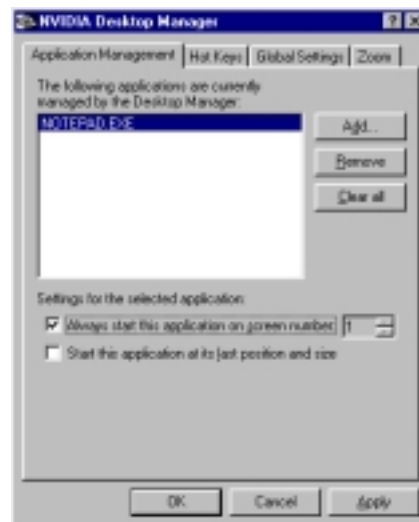 NVIDIA Desktop Manager
Application Management Hot Keys Global Settings Zoom
The following applications are currently
managed by the Desktop Manager:
NOTEPAD.EXE
Add...
Remove
Clear all
Settings for the selected application:
Always start this application on screen number: 1
Start this application at its last position and size
OK Cancel Apply